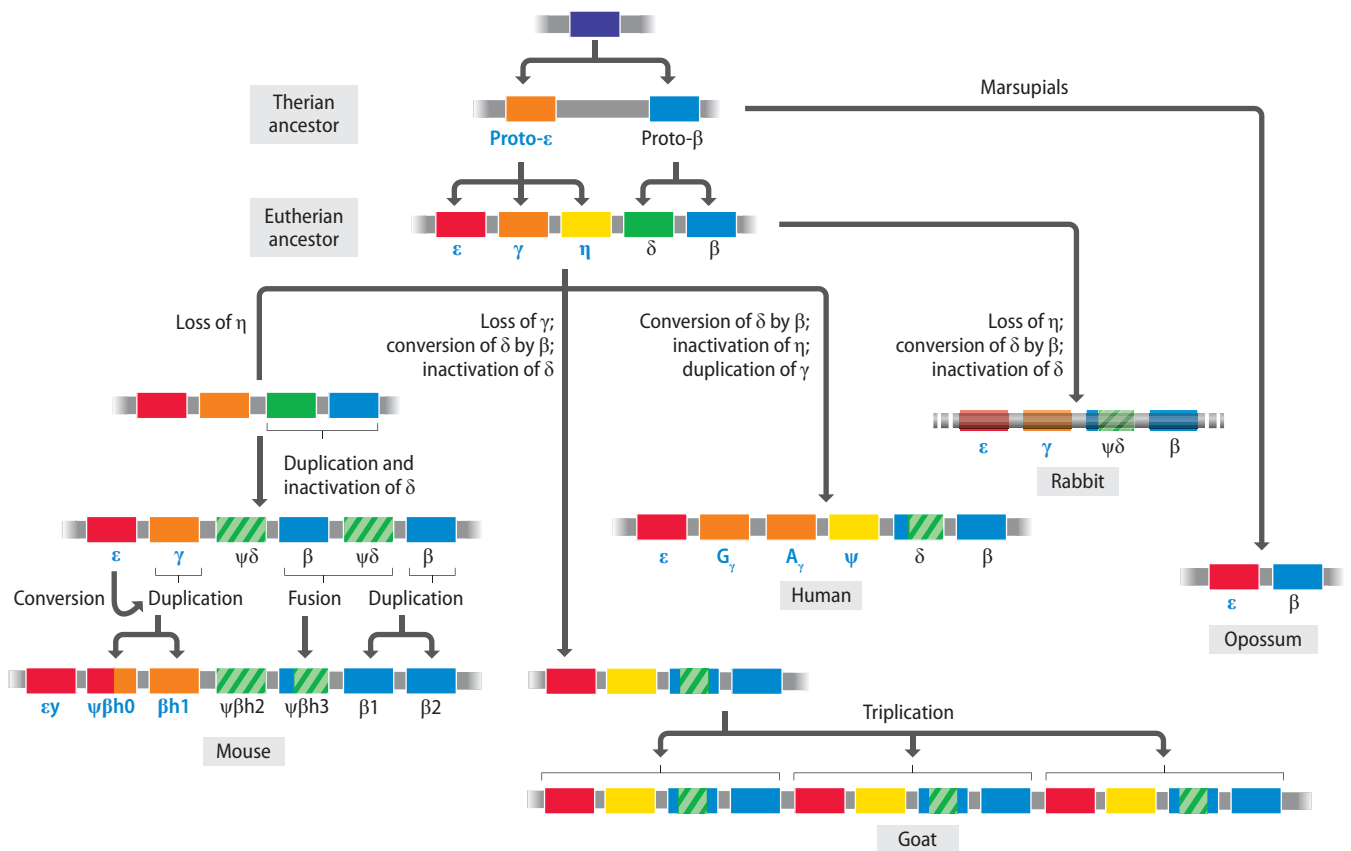 Marsupials
Therian
ancestor
Proto-ε
Proto-β
Eutherian
ancestor
ε
γ
η
δ
β
Loss of η
Loss of γ;
conversion of δ by β;
inactivation of δ
Conversion of δ by β;
inactivation of η;
duplication of γ
Loss of η;
conversion of δ by β;
inactivation of δ
ε
γ
ψδ
β
Rabbit
Duplication and
inactivation of δ
ε
γ
ψδ
β
ψδ
β
ε
Gγ
Aγ
ψ
δ
β
Human
ε
β
Opossum
Conversion
Duplication
Fusion
Duplication
εy
ψβh0
βh1
ψβh2
ψβh3
β1
β2
Mouse
Triplication
Goat